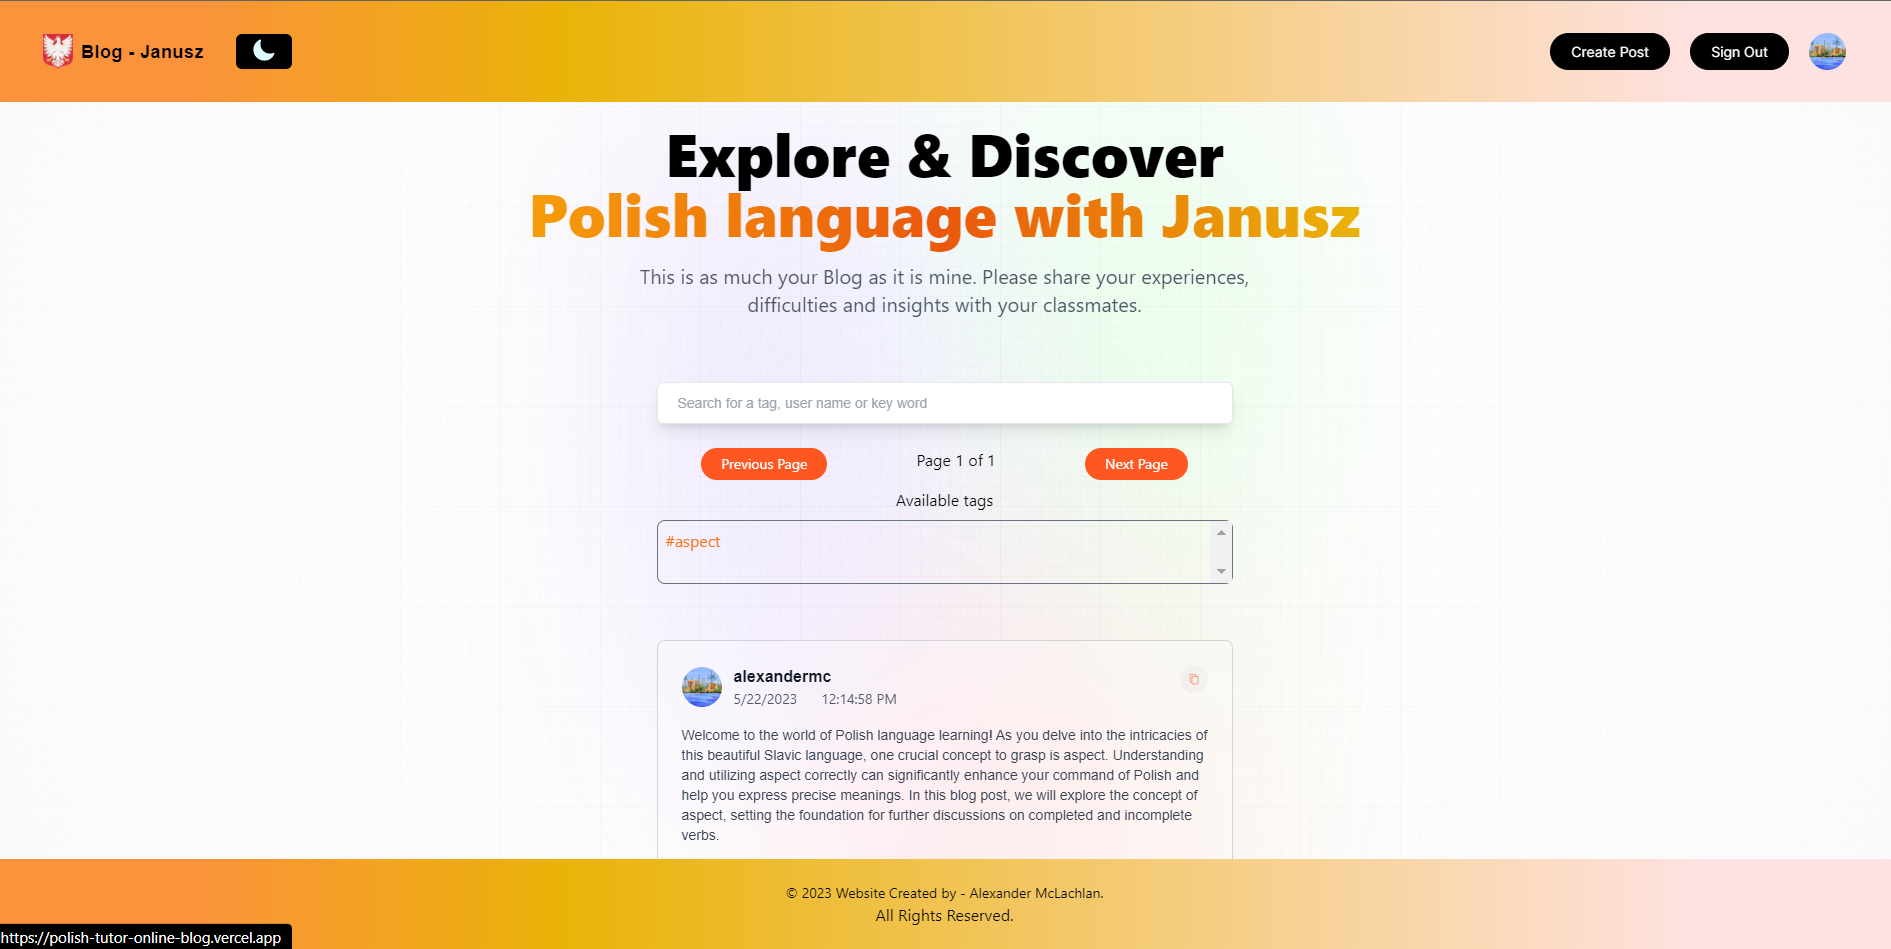 Blog - Janusz
Create Post
Sign Out
Explore & Discover
Polish language with Janusz
This is as much your Blog as it is mine. Please share your experiences,
difficulties and insights with your classmates.
Search for a tag, user name or key word
Previous Page
Page 1 of 1
Next Page
Available tags
#aspect
alexandermc
5/22/2023 12:14:58 PM
Welcome to the world of Polish language learning! As you delve into the intricacies of
this beautiful Slavic language, one crucial concept to grasp is aspect. Understanding
and utilizing aspect correctly can significantly enhance your command of Polish and
help you express precise meanings. In this blog post, we will explore the concept of
aspect, setting the foundation for further discussions on completed and incomplete
verbs.
© 2023 Website Created by - Alexander McLachlan.
All Rights Reserved.
https://polish-tutor-online-blog.vercel.app